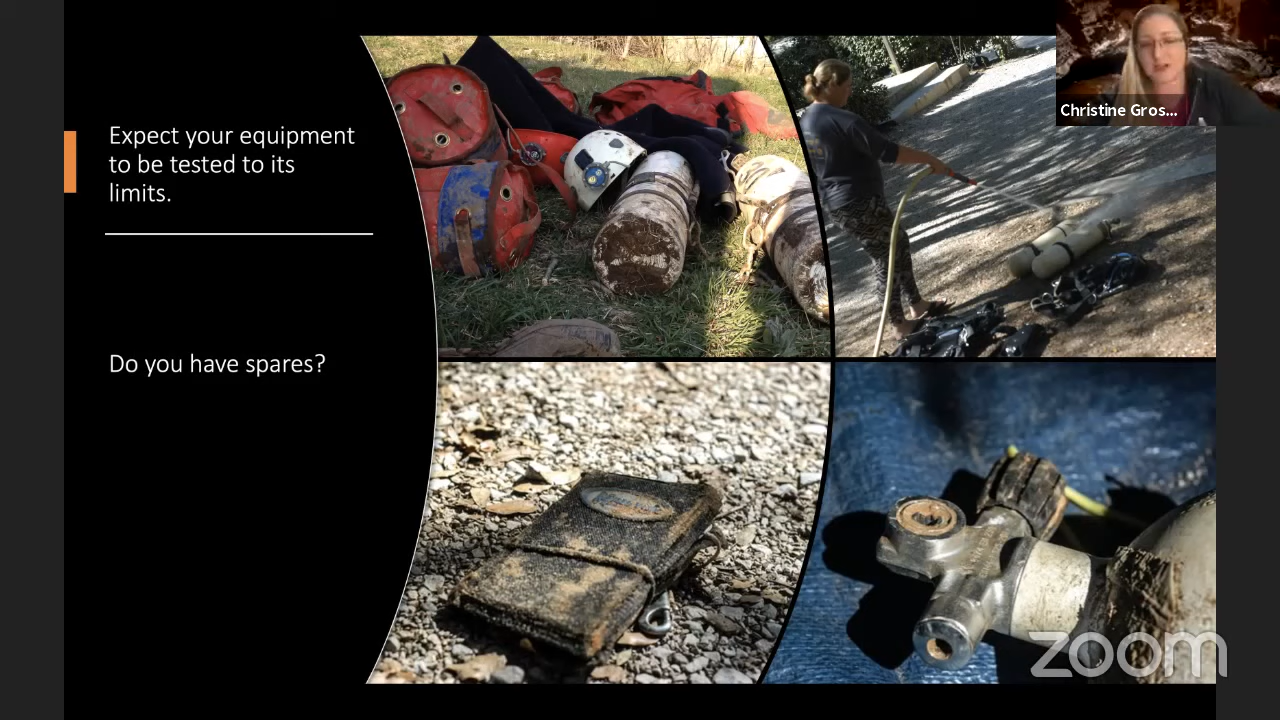 Expect your equipment
to be tested to its
limits.
Do you have spares?
Christine Gros...
zoom